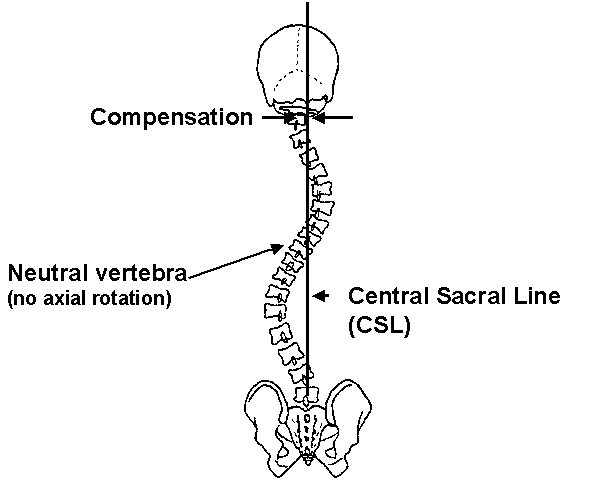 Compensation
Neutral vertebra
(no axial rotation)
Central Sacral Line
(CSL)